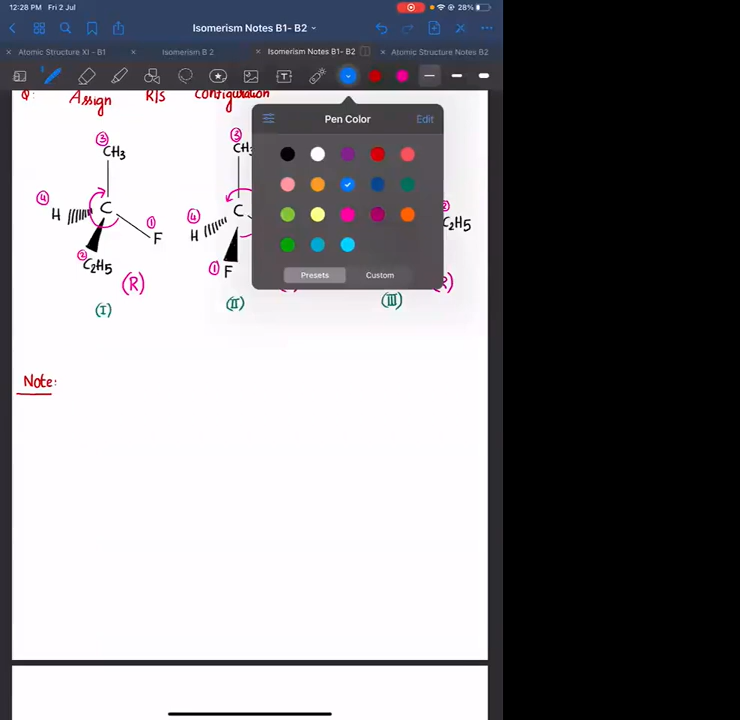 12:28 PM Fri 2 Jul 28%
Isomerism Notes B1- B2
Atomic Structure XI - B1 Isomerism B 2 Isomerism Notes B1- B2 Atomic Structure Notes B2
Q: Assign R/S Configuration
Pen Color Edit
③ ③
CH3 CH3
④ ④ ②
H C ① F H C C2H5
② C2H5 ① F
(R) (R)
(I) (II) (III)
Presets Custom
Note: